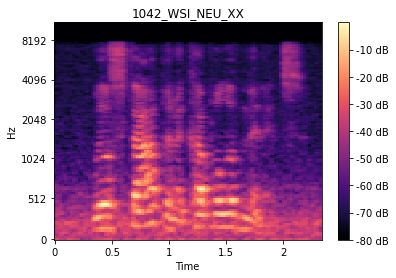 1042_WSI_NEU_XX
8192
4096
2048
1024
512
0
Hz
0
0.5
1
1.5
2
Time
-10 dB
-20 dB
-30 dB
-40 dB
-50 dB
-60 dB
-70 dB
-80 dB